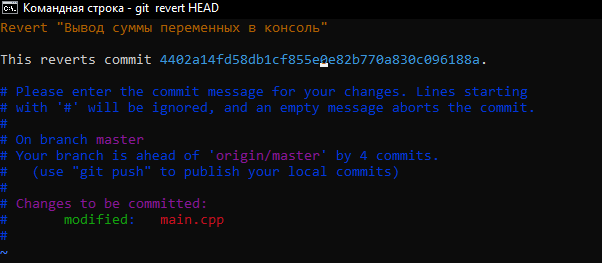 Командная строка - git revert HEAD
Revert "Вывод суммы переменных в консоль"
This reverts commit 4402a14fd58db1cf855e0e82b770a830c096188a.
# Please enter the commit message for your changes. Lines starting
# with '#' will be ignored, and an empty message aborts the commit.
#
# On branch master
# Your branch is ahead of 'origin/master' by 4 commits.
#   (use "git push" to publish your local commits)
#
# Changes to be committed:
#       modified:   main.cpp
#
~